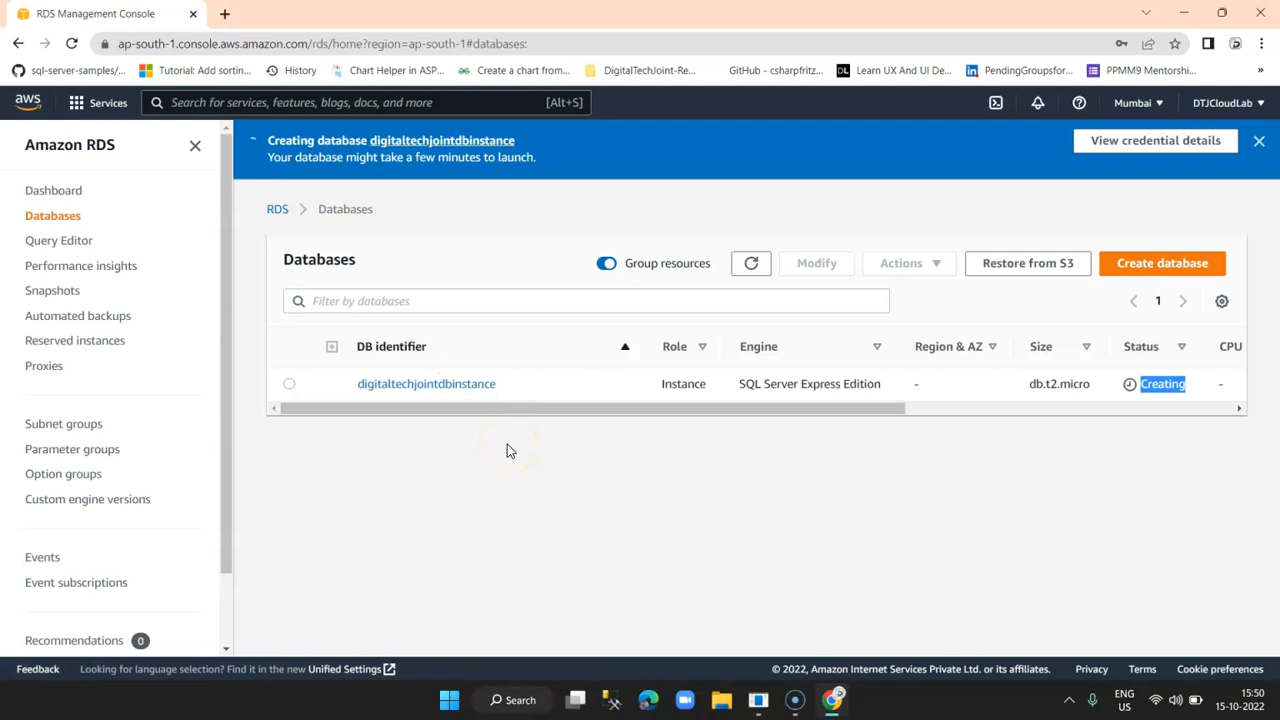 RDS Management Console
ap-south-1.console.aws.amazon.com/rds/home?region=ap-south-1#databases:
sql-server-samples/... Tutorial: Add sortin... History Chart Helper in ASP... Create a chart from... DigitalTechJoint-Re... GitHub - csharpfritz... DL Learn UX And UI De... PendingGroupsfor... PPMM9 Mentorshi... »
aws Services Search for services, features, blogs, docs, and more [Alt+S] Mumbai DTJCloudLab
Amazon RDS
Dashboard
Databases
Query Editor
Performance insights
Snapshots
Automated backups
Reserved instances
Proxies
Subnet groups
Parameter groups
Option groups
Custom engine versions
Events
Event subscriptions
Recommendations 0
Creating database digitaltechjointdbinstance
Your database might take a few minutes to launch.
View credential details
RDS Databases
Databases Group resources Modify Actions Restore from S3 Create database
Filter by databases 1
DB identifier Role Engine Region & AZ Size Status CPU
digitaltechjointdbinstance Instance SQL Server Express Edition - db.t2.micro Creating -
Feedback Looking for language selection? Find it in the new Unified Settings © 2022, Amazon Internet Services Private Ltd. or its affiliates. Privacy Terms Cookie preferences
Search ENG US 15:50 15-10-2022